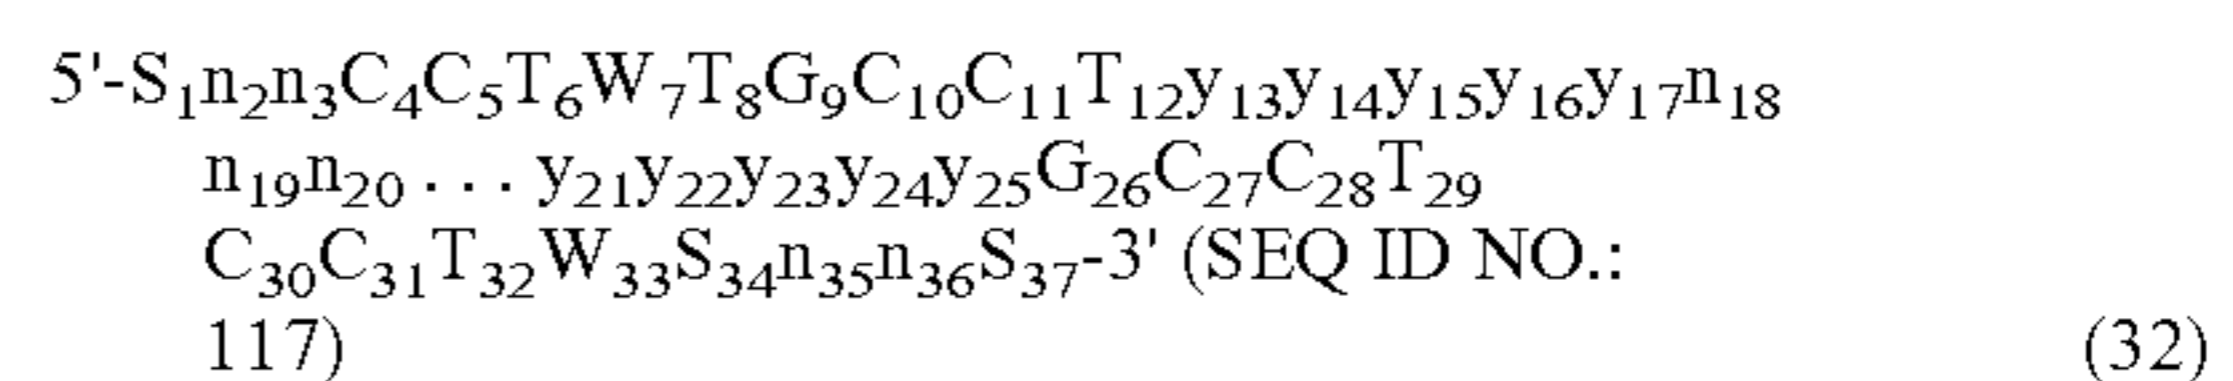 5'-S₁n₂n₃C₄C₅T₆W₇T₈G₉C₁₀C₁₁T₁₂y₁₃y₁₄y₁₅y₁₆y₁₇n₁₈
n₁₉n₂₀ . . . y₂₁y₂₂y₂₃y₂₄y₂₅G₂₆C₂₇C₂₈T₂₉
C₃₀C₃₁T₃₂W₃₃S₃₄n₃₅n₃₆S₃₇-3' (SEQ ID NO.:
117) (32)